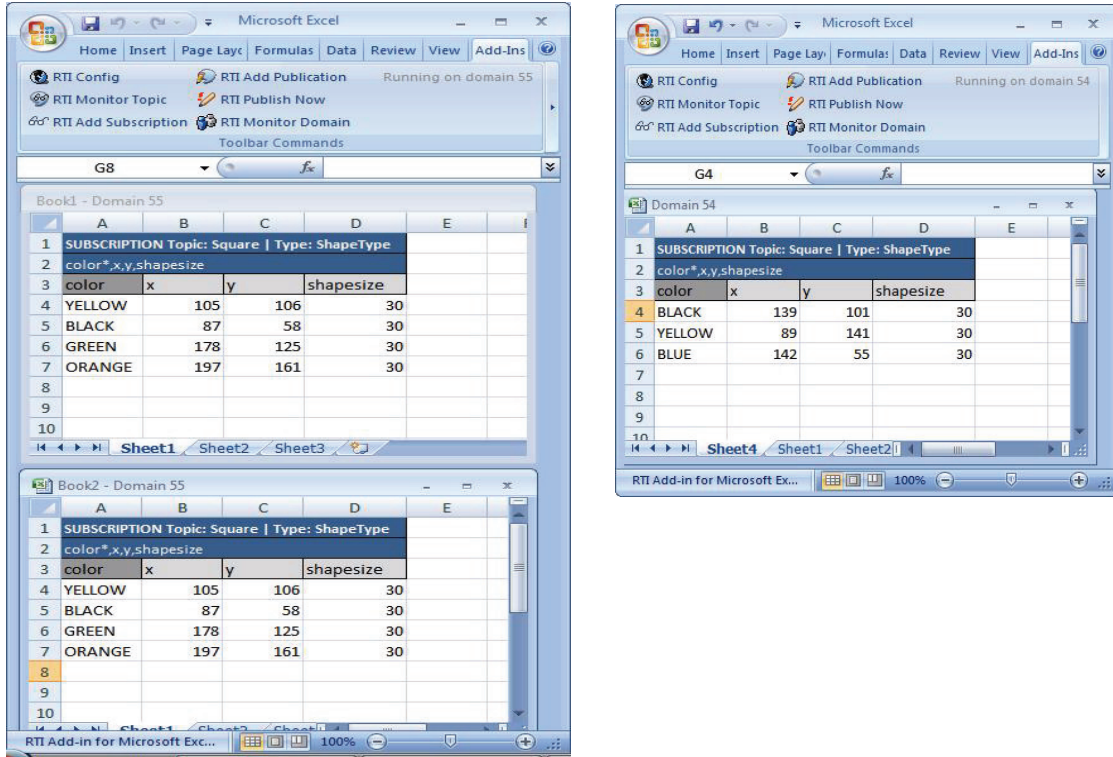 Microsoft Excel
Home Insert Page Layc Formulas Data Review View Add-Ins
RTI Config RTI Add Publication Running on domain 55
RTI Monitor Topic RTI Publish Now
RTI Add Subscription RTI Monitor Domain
Toolbar Commands
G8 fx
Book1 - Domain 55
A B C D E
1 SUBSCRIPTION Topic: Square | Type: ShapeType
2 color*,x,y,shapesize
3 color x y shapesize
4 YELLOW 105 106 30
5 BLACK 87 58 30
6 GREEN 178 125 30
7 ORANGE 197 161 30
8
9
10
Sheet1 Sheet2 Sheet3
Book2 - Domain 55
A B C D E
1 SUBSCRIPTION Topic: Square | Type: ShapeType
2 color*,x,y,shapesize
3 color x y shapesize
4 YELLOW 105 106 30
5 BLACK 87 58 30
6 GREEN 178 125 30
7 ORANGE 197 161 30
8
9
10
Sheet1 Sheet2 Sheet
RTI Add-in for Microsoft Exc... 100%
Microsoft Excel
Home Insert Page Lay Formula: Data Review View Add-Ins
RTI Config RTI Add Publication Running on domain 54
RTI Monitor Topic RTI Publish Now
RTI Add Subscription RTI Monitor Domain
Toolbar Commands
G4 fx
Domain 54
A B C D E
1 SUBSCRIPTION Topic: Square | Type: ShapeType
2 color*,x,y,shapesize
3 color x y shapesize
4 BLACK 139 101 30
5 YELLOW 89 141 30
6 BLUE 142 55 30
7
8
9
10
Sheet4 Sheet1 Sheet2
RTI Add-in for Microsoft Ex... 100%